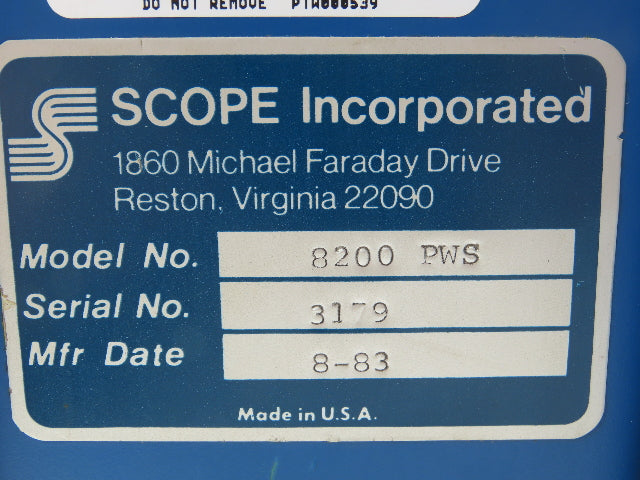 DO NOT REMOVE PTW000539
SCOPE Incorporated
1860 Michael Faraday Drive
Reston, Virginia 22090
Model No. 8200 PWS
Serial No. 3179
Mfr Date 8-83
Made in U.S.A.